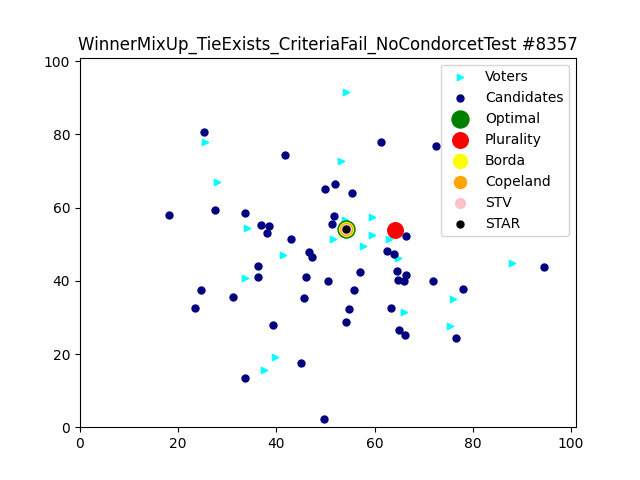 WinnerMixUp_TieExists_CriteriaFail_NoCondorcetTest #8357
100
80
60
40
20
0
0 20 40 60 80 100
Voters
Candidates
Optimal
Plurality
Borda
Copeland
STV
STAR